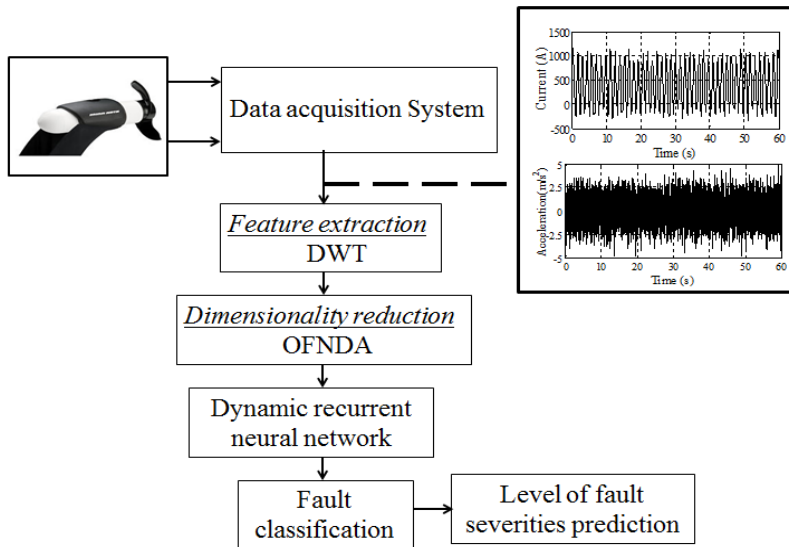 Data acquisition System
Feature extraction
DWT
Dimensionality reduction
OFNDA
Dynamic recurrent
neural network
Fault
classification
Level of fault
severities prediction
Current (A)
1500
1000
500
0
-500
0 10 20 30 40 50 60
Time (s)
Accpleration(m/s²)
5
2.5
0
-2.5
-5
0 10 20 30 40 50 60
Time (s)